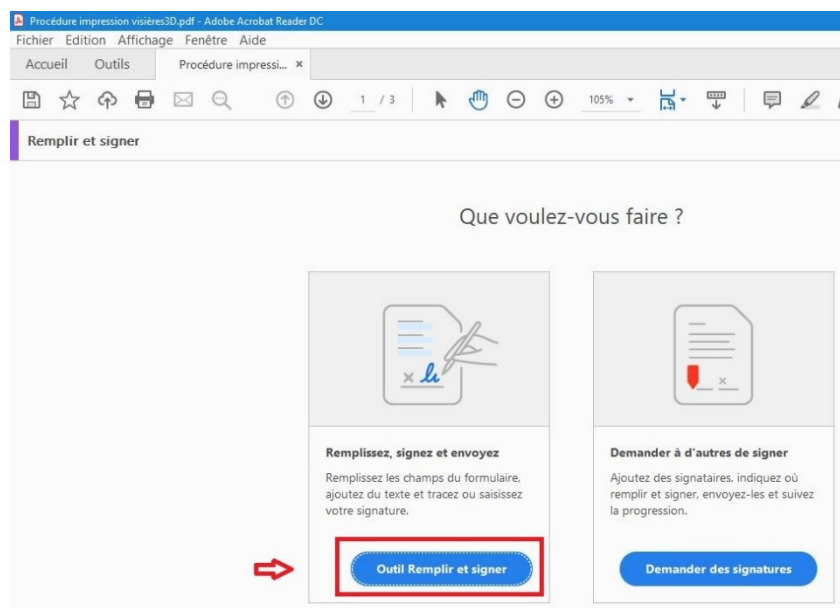 Procédure impression visières3D.pdf - Adobe Acrobat Reader DC
Fichier Edition Affichage Fenêtre Aide
Accueil Outils Procédure impressi... ×
1 / 3 105%
Remplir et signer
Que voulez-vous faire ?
Remplissez, signez et envoyez
Remplissez les champs du formulaire,
ajoutez du texte et tracez ou saisissez
votre signature.
Outil Remplir et signer
Demander à d'autres de signer
Ajoutez des signataires, indiquez où
remplir et signer, envoyez-les et suivez
la progression.
Demander des signatures